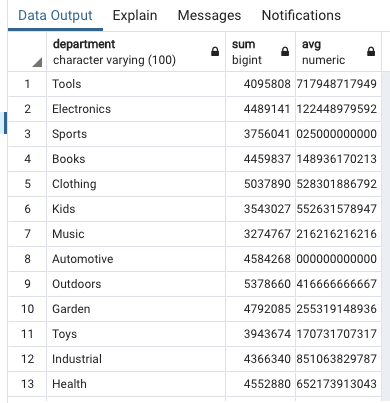 Data Output Explain Messages Notifications
department sum avg
character varying (100) bigint numeric
1 Tools 4095808 717948717949
2 Electronics 4489141 122448979592
3 Sports 3756041 025000000000
4 Books 4459837 148936170213
5 Clothing 5037890 528301886792
6 Kids 3543027 552631578947
7 Music 3274767 216216216216
8 Automotive 4584268 000000000000
9 Outdoors 5378660 416666666667
10 Garden 4792085 255319148936
11 Toys 3943674 170731707317
12 Industrial 4366340 851063829787
13 Health 4552880 652173913043